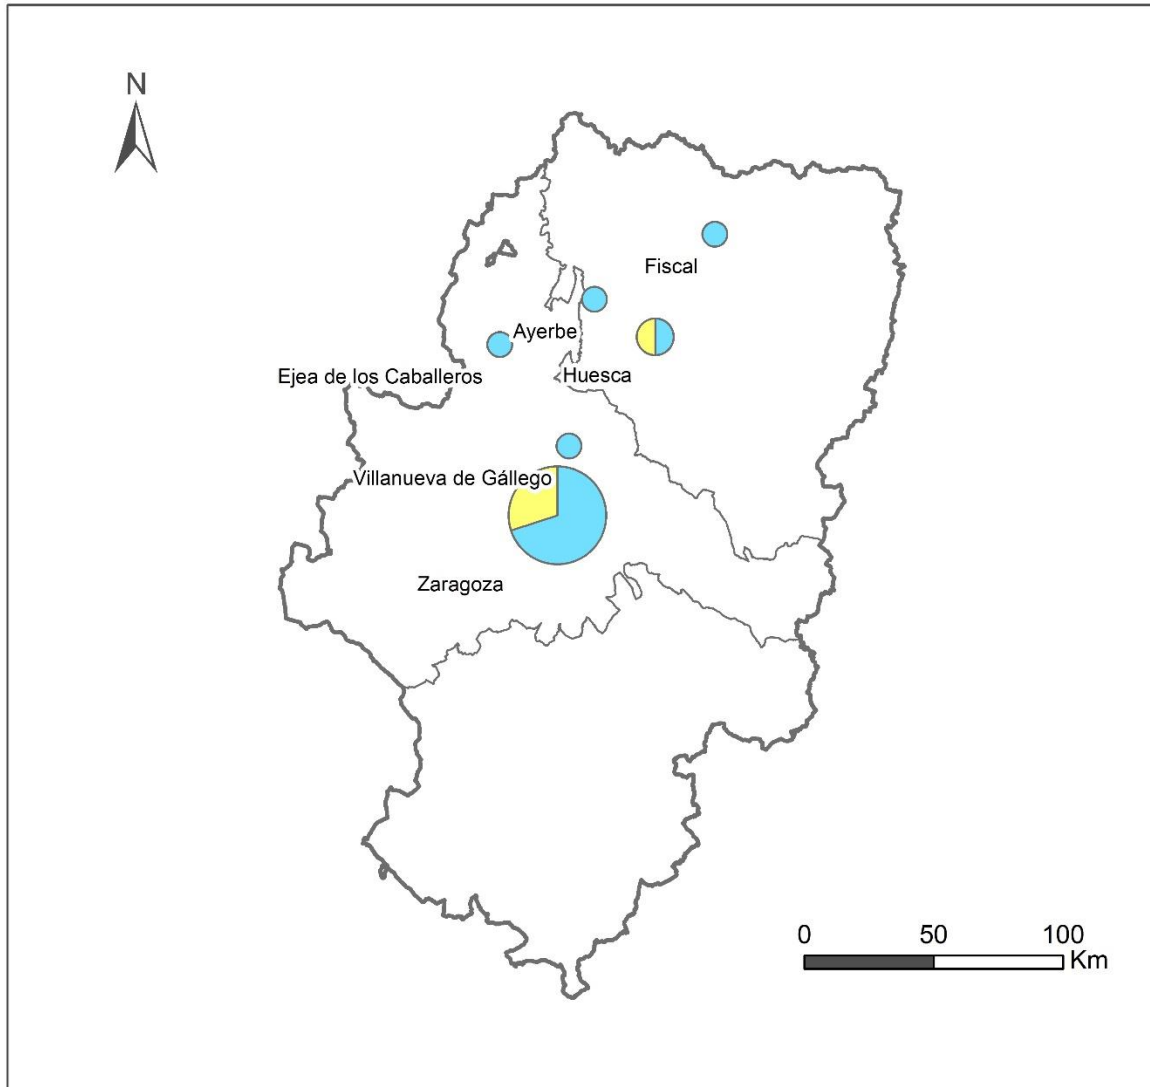 N
Fiscal
Ayerbe
Ejea de los Caballeros
Huesca
Villanueva de Gállego
Zaragoza
0 50 100
Km